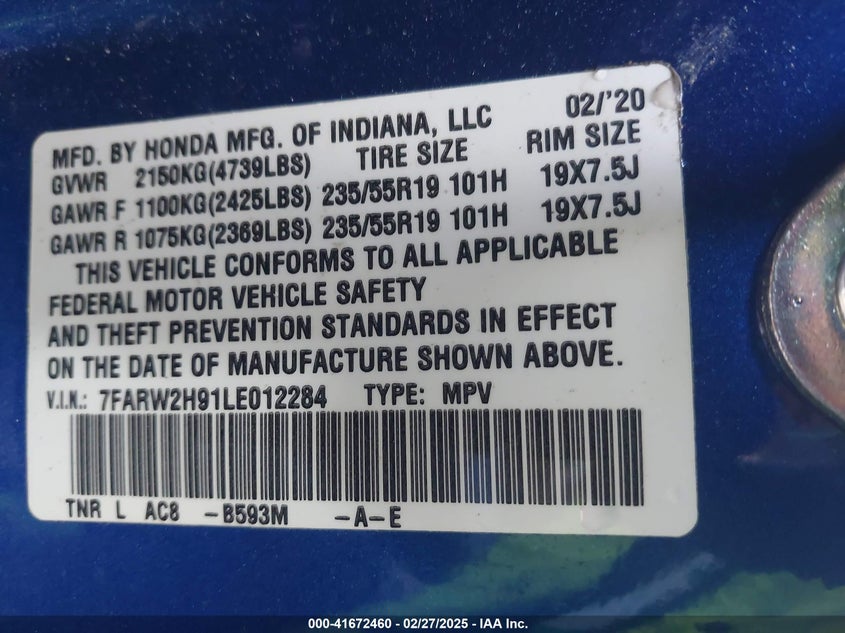 MFD. BY HONDA MFG. OF INDIANA, LLC 02/'20
GVWR 2150KG(4739LBS) TIRE SIZE RIM SIZE
GAWR F 1100KG(2425LBS) 235/55R19 101H 19X7.5J
GAWR R 1075KG(2369LBS) 235/55R19 101H 19X7.5J
THIS VEHICLE CONFORMS TO ALL APPLICABLE
FEDERAL MOTOR VEHICLE SAFETY
AND THEFT PREVENTION STANDARDS IN EFFECT
ON THE DATE OF MANUFACTURE SHOWN ABOVE.
V.I.N.: 7FARW2H91LE012284 TYPE: MPV
TNR L AC8 -B593M -A-E
000-41672460 - 02/27/2025 - IAA Inc.